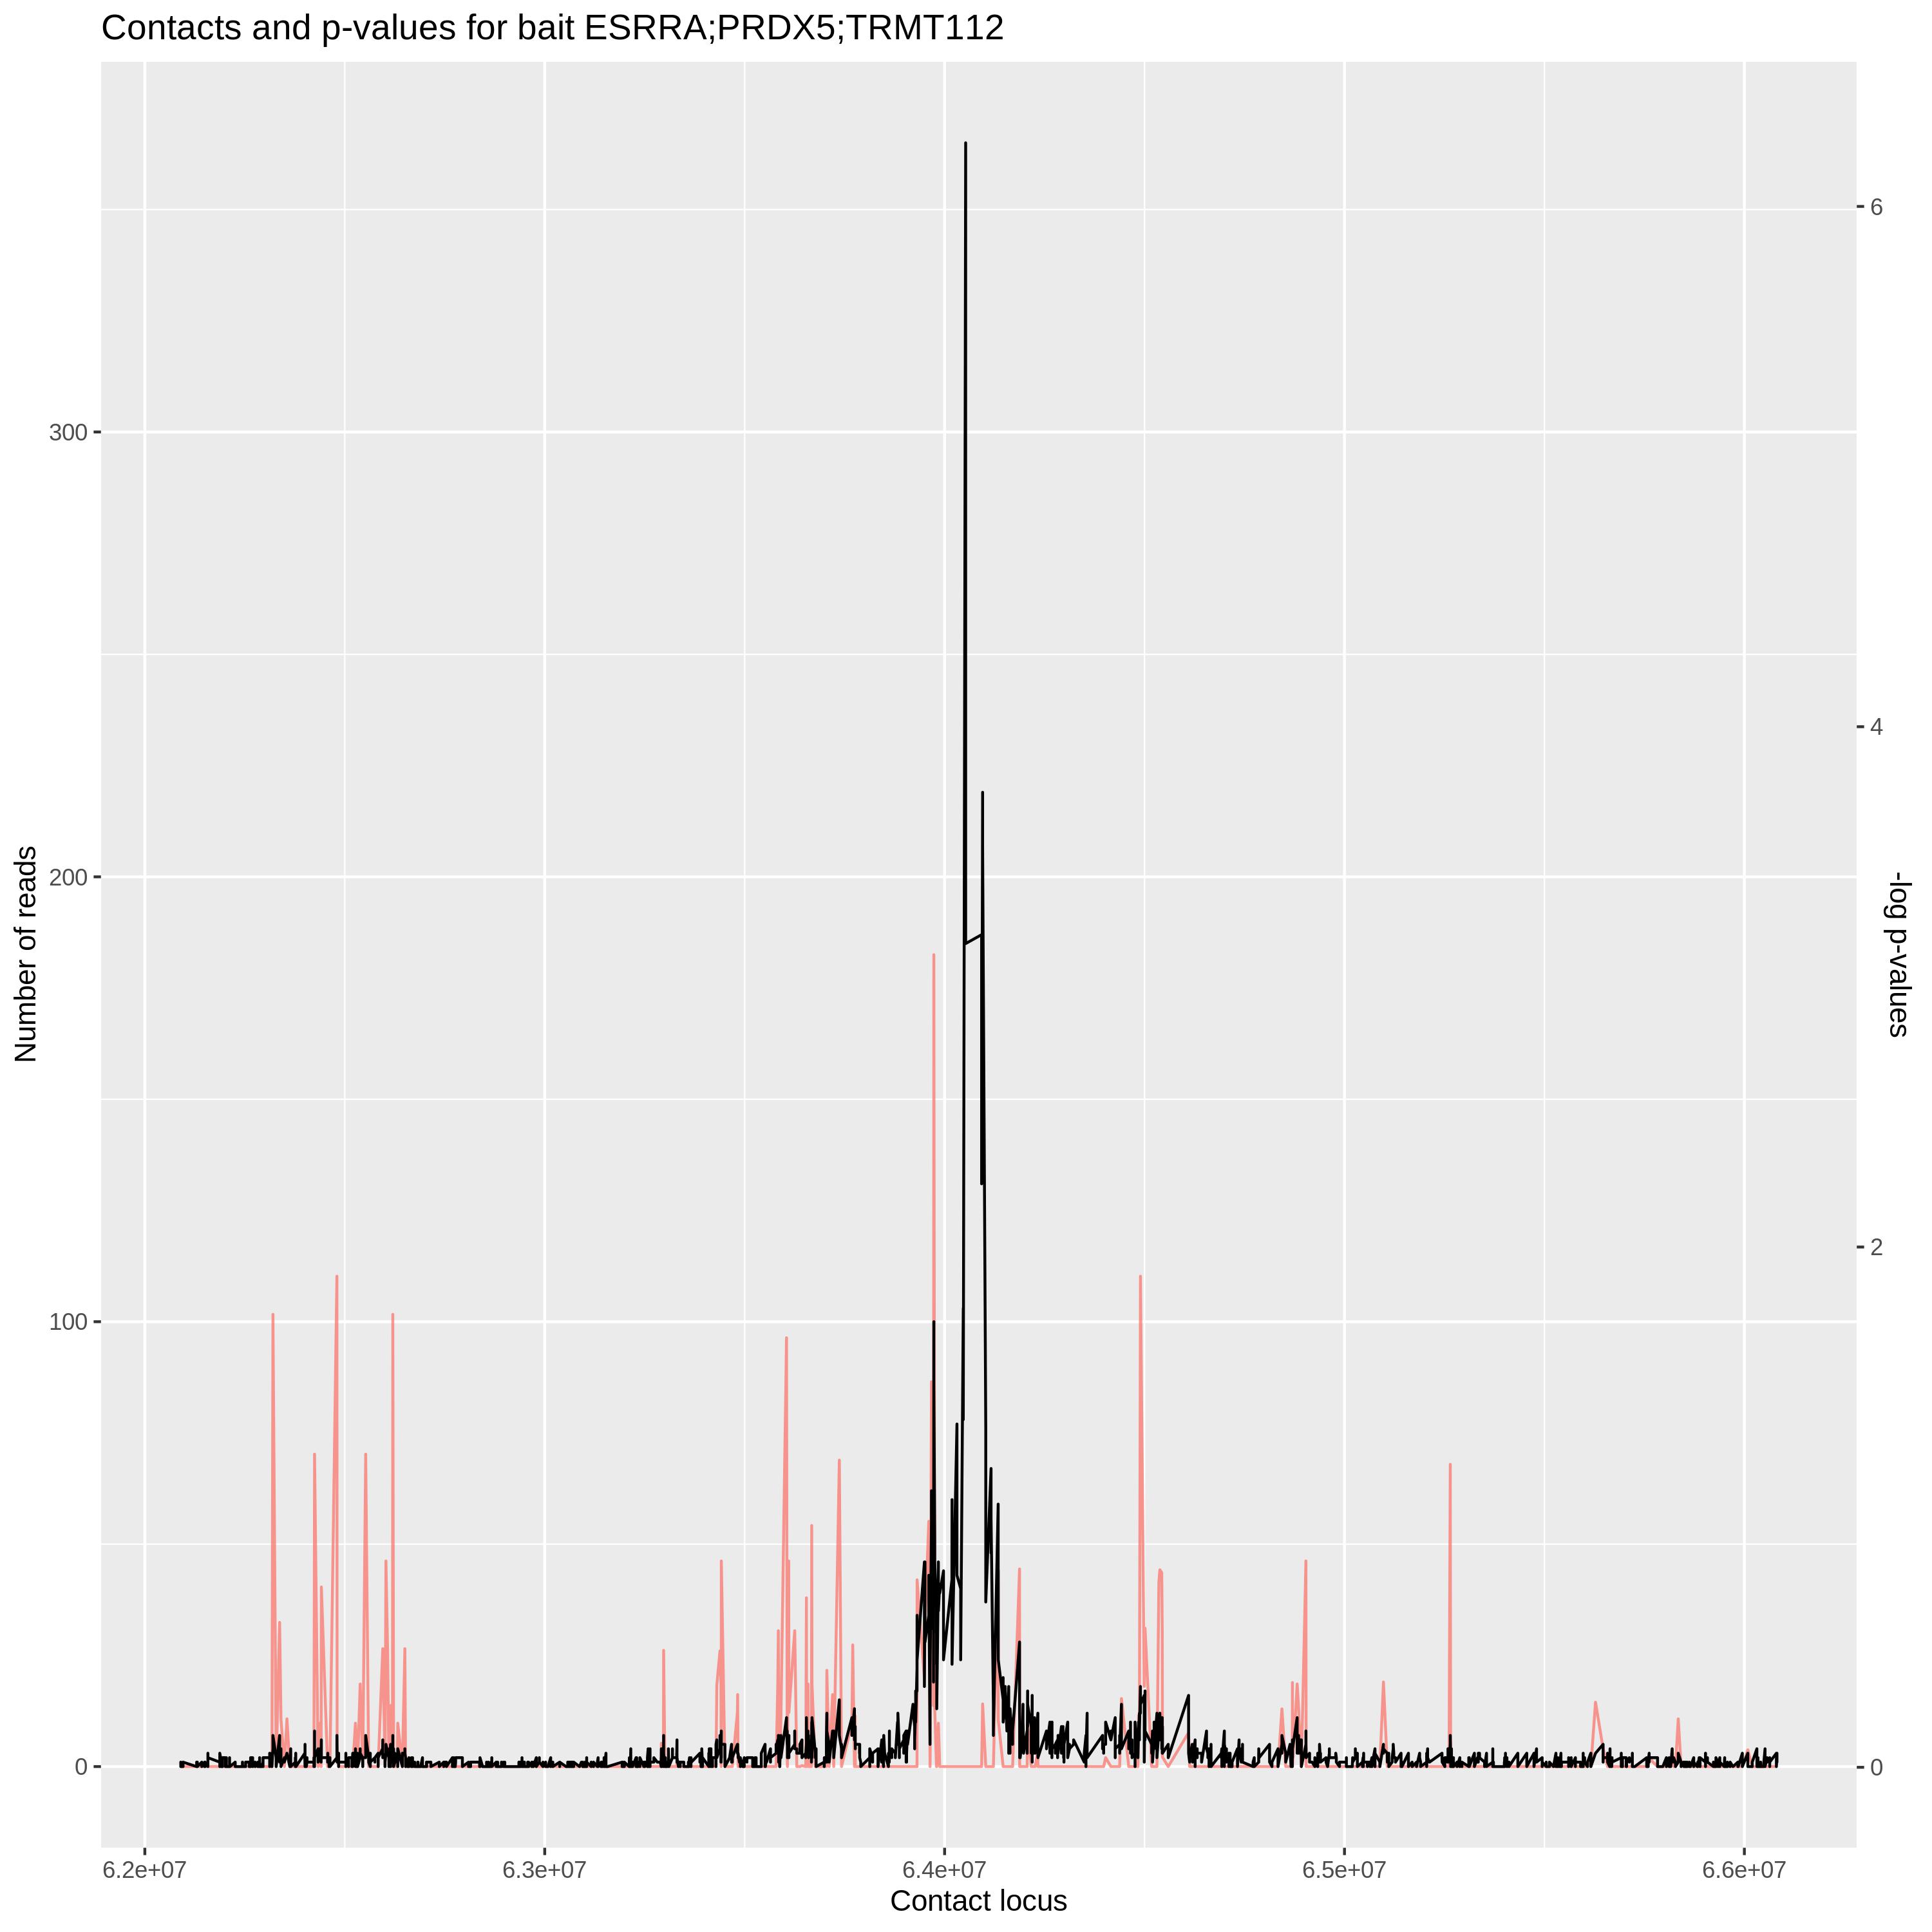 Contacts and p-values for bait ESRRA;PRDX5;TRMT112
Number of reads
300
200
100
0
6
4
2
0
-log p-values
6.2e+07 6.3e+07 6.4e+07 6.5e+07 6.6e+07
Contact locus